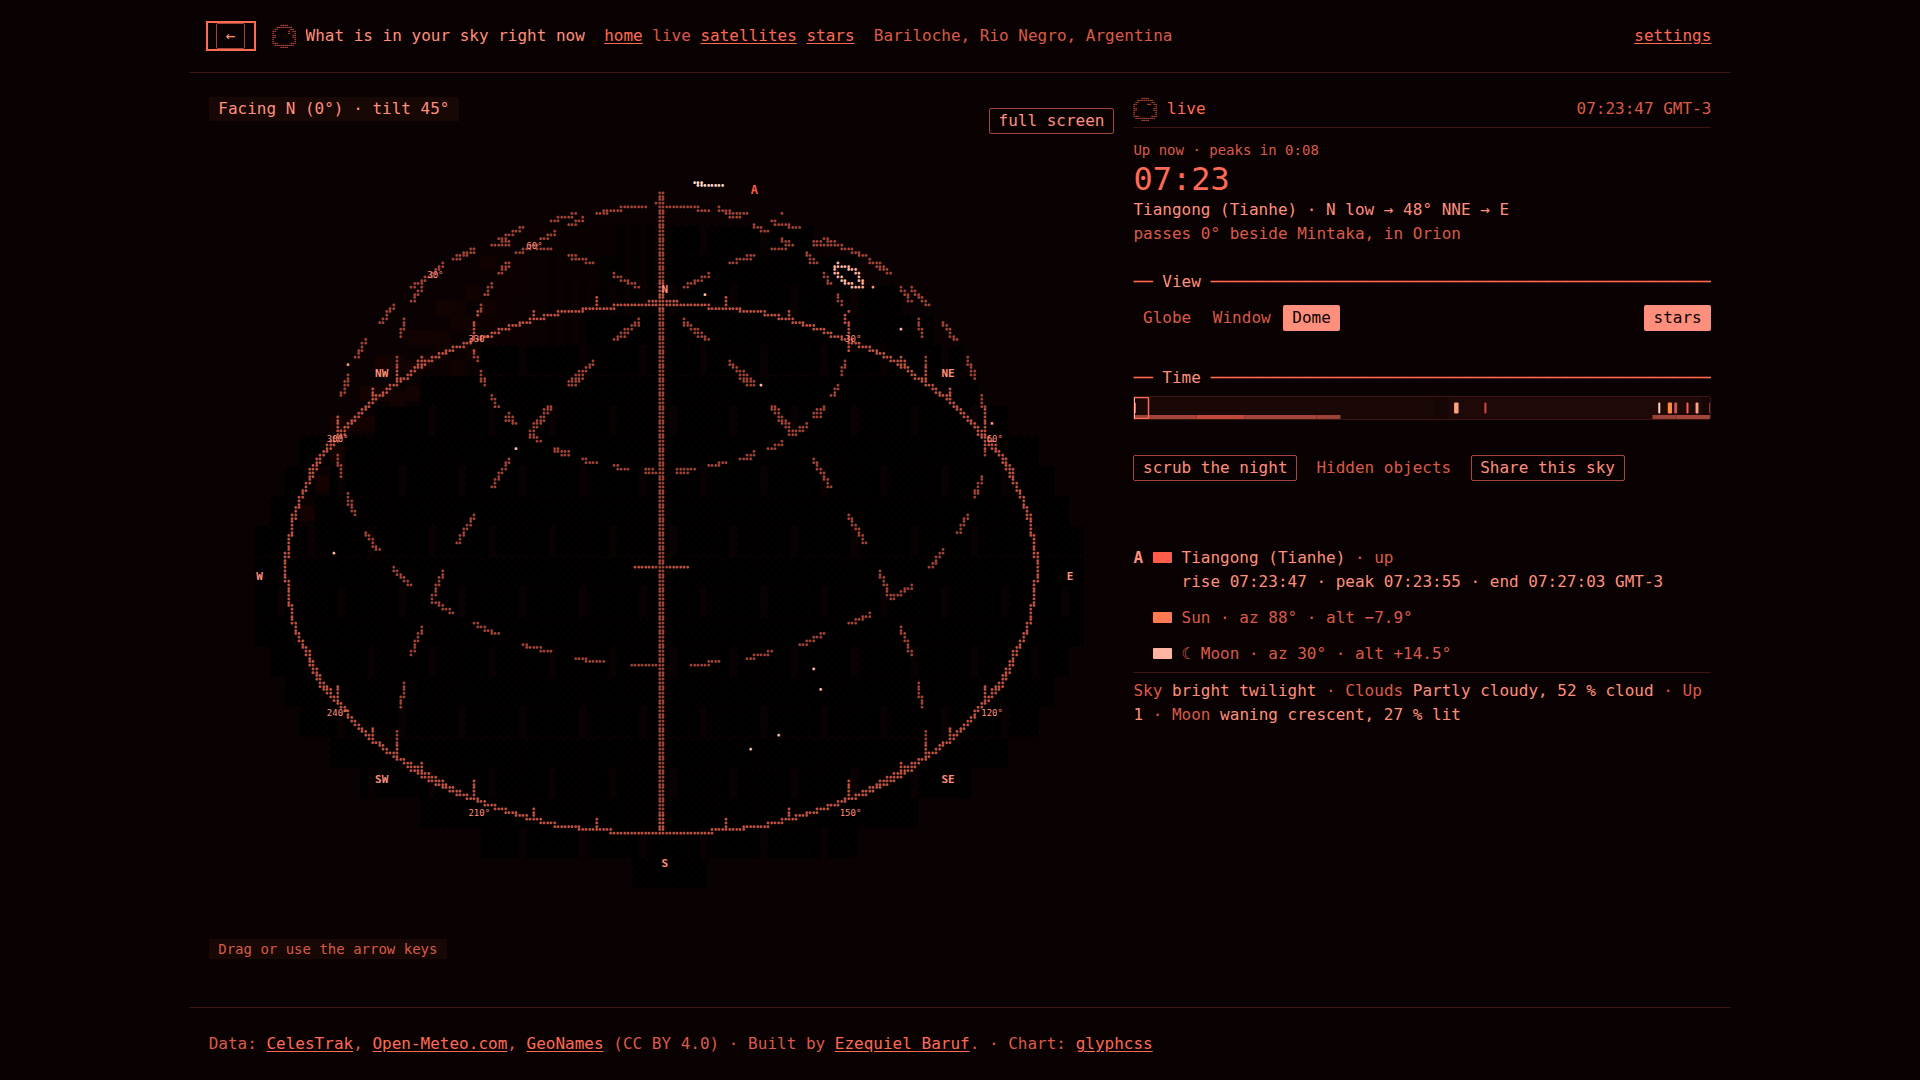 ← What is in your sky right now home live satellites stars Bariloche, Rio Negro, Argentina settings
Facing N (0°) · tilt 45°
full screen
A
60°
30°
N
330°
30°
NW
NE
300°
60°
W
E
240°
120°
SW
SE
210°
150°
S
Drag or use the arrow keys
live 07:23:47 GMT-3
Up now · peaks in 0:08
07:23
Tiangong (Tianhe) · N low → 48° NNE → E
passes 0° beside Mintaka, in Orion
View
Globe Window Dome stars
Time
scrub the night Hidden objects Share this sky
A Tiangong (Tianhe) · up
rise 07:23:47 · peak 07:23:55 · end 07:27:03 GMT-3
Sun · az 88° · alt −7.9°
☾ Moon · az 30° · alt +14.5°
Sky bright twilight · Clouds Partly cloudy, 52 % cloud · Up
1 · Moon waning crescent, 27 % lit
Data: CelesTrak, Open-Meteo.com, GeoNames (CC BY 4.0) · Built by Ezequiel Baruf. · Chart: glyphcss